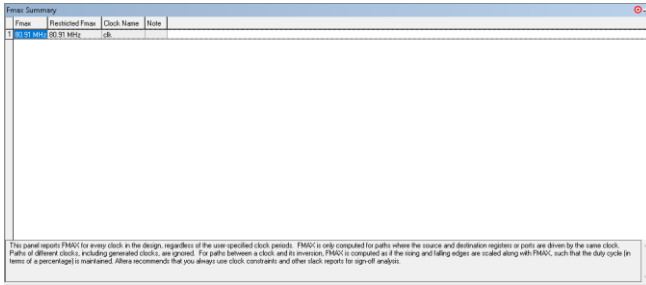 Fmax Summary
Fmax Restricted Fmax Clock Name Note
1 80.91 MHz 80.91 MHz clk
This panel reports FMAX for every clock in the design, regardless of the user-specified clock periods. FMAX is only computed for paths where the source and destination registers or ports are driven by the same clock.
Paths of different clocks, including generated clocks, are ignored. For paths between a clock and its inversion, FMAX is computed as if the rising and falling edges are scaled along with FMAX, such that the duty cycle (in
terms of a percentage) is maintained. Altera recommends that you always use clock constraints and other slack reports for sign-off analysis.